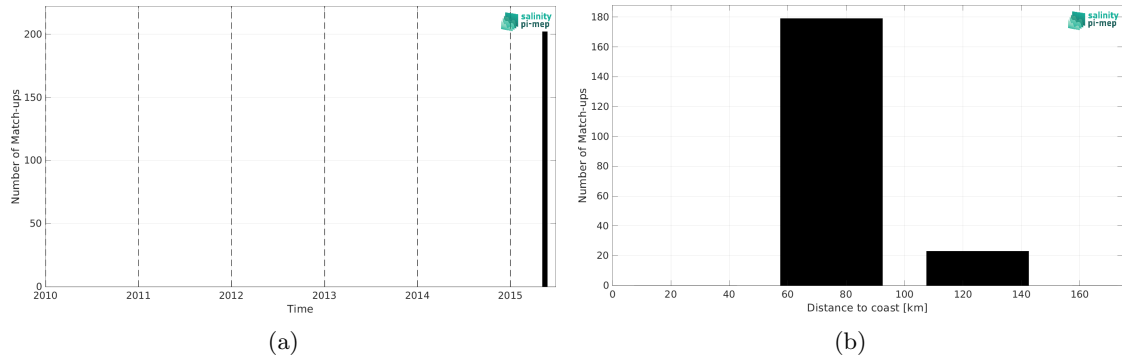 salinity
pi-mep
200
150
100
50
0
Number of Match-ups
2010 2011 2012 2013 2014 2015
Time
(a)
salinity
pi-mep
180
160
140
120
100
80
60
40
20
0
Number of Match-ups
0 20 40 60 80 100 120 140 160
Distance to coast [km]
(b)